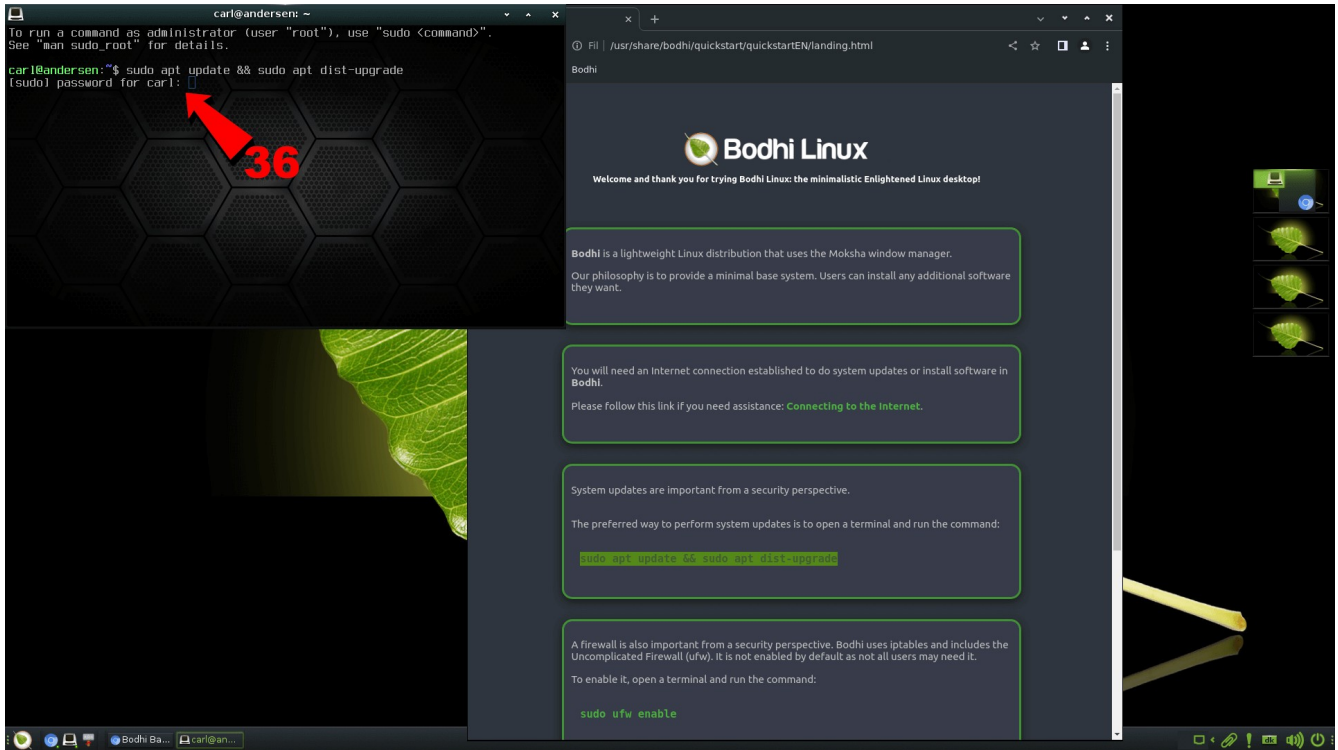 carl@andersen: ~
To run a command as administrator (user "root"), use "sudo <command>".
See "man sudo_root" for details.
carl@andersen:~$ sudo apt update && sudo apt dist-upgrade
[sudo] password for carl:
36
Fil | /usr/share/bodhi/quickstart/quickstartEN/landing.html
Bodhi
Bodhi Linux
Welcome and thank you for trying Bodhi Linux: the minimalistic Enlightened Linux desktop!
Bodhi is a lightweight Linux distribution that uses the Moksha window manager.
Our philosophy is to provide a minimal base system. Users can install any additional software
they want.
You will need an Internet connection established to do system updates or install software in
Bodhi.
Please follow this link if you need assistance: Connecting to the Internet.
System updates are important from a security perspective.
The preferred way to perform system updates is to open a terminal and run the command:
sudo apt update && sudo apt dist-upgrade
A firewall is also important from a security perspective. Bodhi uses iptables and includes the
Uncomplicated Firewall (ufw). It is not enabled by default as not all users may need it.
To enable it, open a terminal and run the command:
sudo ufw enable
Bodhi Ba...
carl@an...
dk